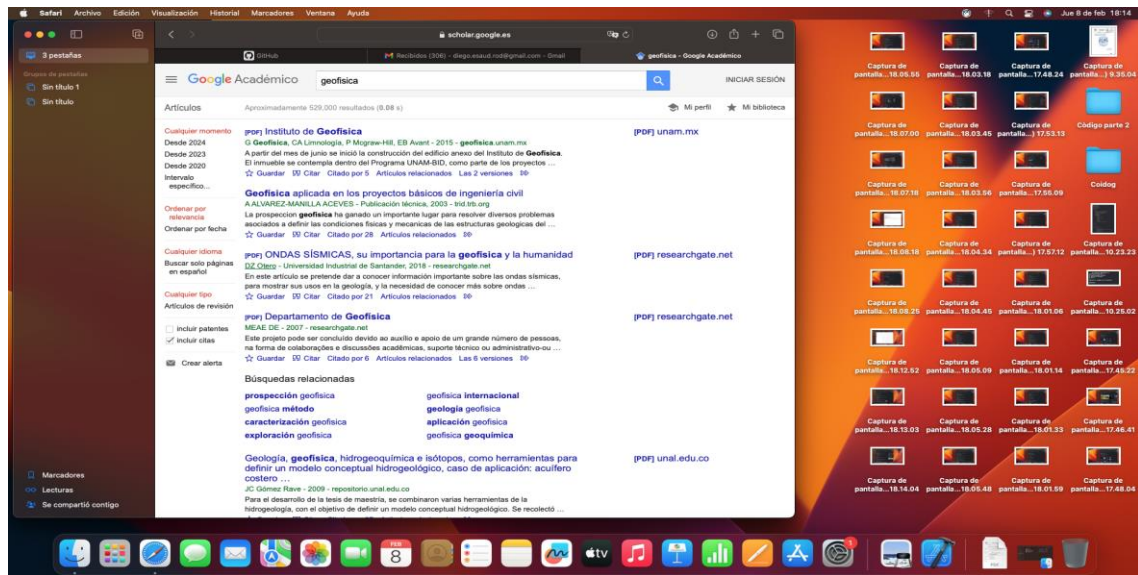 Safari Archivo Edición Visualización Historial Marcadores Ventana Ayuda
Jue 8 de feb 18:14
3 pestañas
Grupos de pestañas
Sin título 1
Sin título
Marcadores
Lecturas
Se compartió contigo
scholar.google.es
GitHub
Recibidos (306) - diego.esaud.rod@gmail.com - Gmail
geofisica - Google Académico
Google Académico
geofisica
INICIAR SESIÓN
Artículos
Aproximadamente 529,000 resultados (0.08 s)
Mi perfil
Mi biblioteca
Cualquier momento
Desde 2024
Desde 2023
Desde 2020
Intervalo
específico...
Ordenar por
relevancia
Ordenar por fecha
Cualquier idioma
Buscar solo páginas
en español
Cualquier tipo
Artículos de revisión
incluir patentes
incluir citas
Crear alerta
[PDF] Instituto de Geofísica
[PDF] unam.mx
G Geofísica, CA Limnología, P Mcgraw-Hill, EB Avant - 2015 - geofisica.unam.mx
A partir del mes de junio se inició la construcción del edificio anexo del Instituto de Geofísica.
El inmueble se contempla dentro del Programa UNAM-BID, como parte de los proyectos ...
Guardar Citar Citado por 5 Artículos relacionados Las 2 versiones
Geofísica aplicada en los proyectos básicos de ingeniería civil
A ALVAREZ-MANILLA ACEVES - Publicación técnica, 2003 - trid.trb.org
La prospeccion geofisica ha ganado un importante lugar para resolver diversos problemas
asociados a definir las condiciones fisicas y mecanicas de las estructuras geologicas del ...
Guardar Citar Citado por 28 Artículos relacionados
[PDF] ONDAS SÍSMICAS, su importancia para la geofísica y la humanidad
[PDF] researchgate.net
DZ Otero - Universidad Industrial de Santander, 2018 - researchgate.net
En este artículo se pretende dar a conocer información importante sobre las ondas sísmicas,
para mostrar sus usos en la geología, y la necesidad de conocer más sobre ondas ...
Guardar Citar Citado por 21 Artículos relacionados
[PDF] Departamento de Geofísica
[PDF] researchgate.net
MEAE DE - 2007 - researchgate.net
Este projeto pode ser concluído devido ao auxílio e apoio de um grande número de pessoas,
na forma de colaborações e discussões acadêmicas, suporte técnico ou administrativo-ou ...
Guardar Citar Citado por 6 Artículos relacionados Las 6 versiones
Búsquedas relacionadas
prospección geofisica
geofisica internacional
geofisica método
geología geofisica
caracterización geofisica
aplicación geofisica
exploración geofisica
geofisica geoquímica
Geología, geofísica, hidrogeoquímica e isótopos, como herramientas para
definir un modelo conceptual hidrogeológico, caso de aplicación: acuífero
costero ...
[PDF] unal.edu.co
JC Gómez Rave - 2009 - repositorio.unal.edu.co
Para el desarrollo de la tesis de maestría, se combinaron varias herramientas de la
hidrogeología, con el objetivo de definir un modelo conceptual hidrogeológico. Se recolectó ...
Captura de Captura de Captura de Captura de
pantalla...18.05.55 pantalla...18.03.18 pantalla...17.48.24 pantalla...) 9.35.04
Captura de Captura de Captura de Código parte 2
pantalla...18.07.00 pantalla...18.03.45 pantalla...) 17.53.13
Captura de Captura de Captura de Coidog
pantalla...18.07.18 pantalla...18.03.56 pantalla...17.55.09
Captura de Captura de Captura de Captura de
pantalla...18.08.18 pantalla...18.04.34 pantalla...) 17.57.12 pantalla...10.23.23
Captura de Captura de Captura de Captura de
pantalla...18.08.25 pantalla...18.04.45 pantalla...18.01.06 pantalla...10.25.02
Captura de Captura de Captura de Captura de
pantalla...18.12.52 pantalla...18.05.09 pantalla...18.01.14 pantalla...17.45.22
Captura de Captura de Captura de Captura de
pantalla...18.13.03 pantalla...18.05.28 pantalla...18.01.33 pantalla...17.46.41
Captura de Captura de Captura de Captura de
pantalla...18.14.04 pantalla...18.05.48 pantalla...18.01.59 pantalla...17.48.04
FEB
8
tv
1